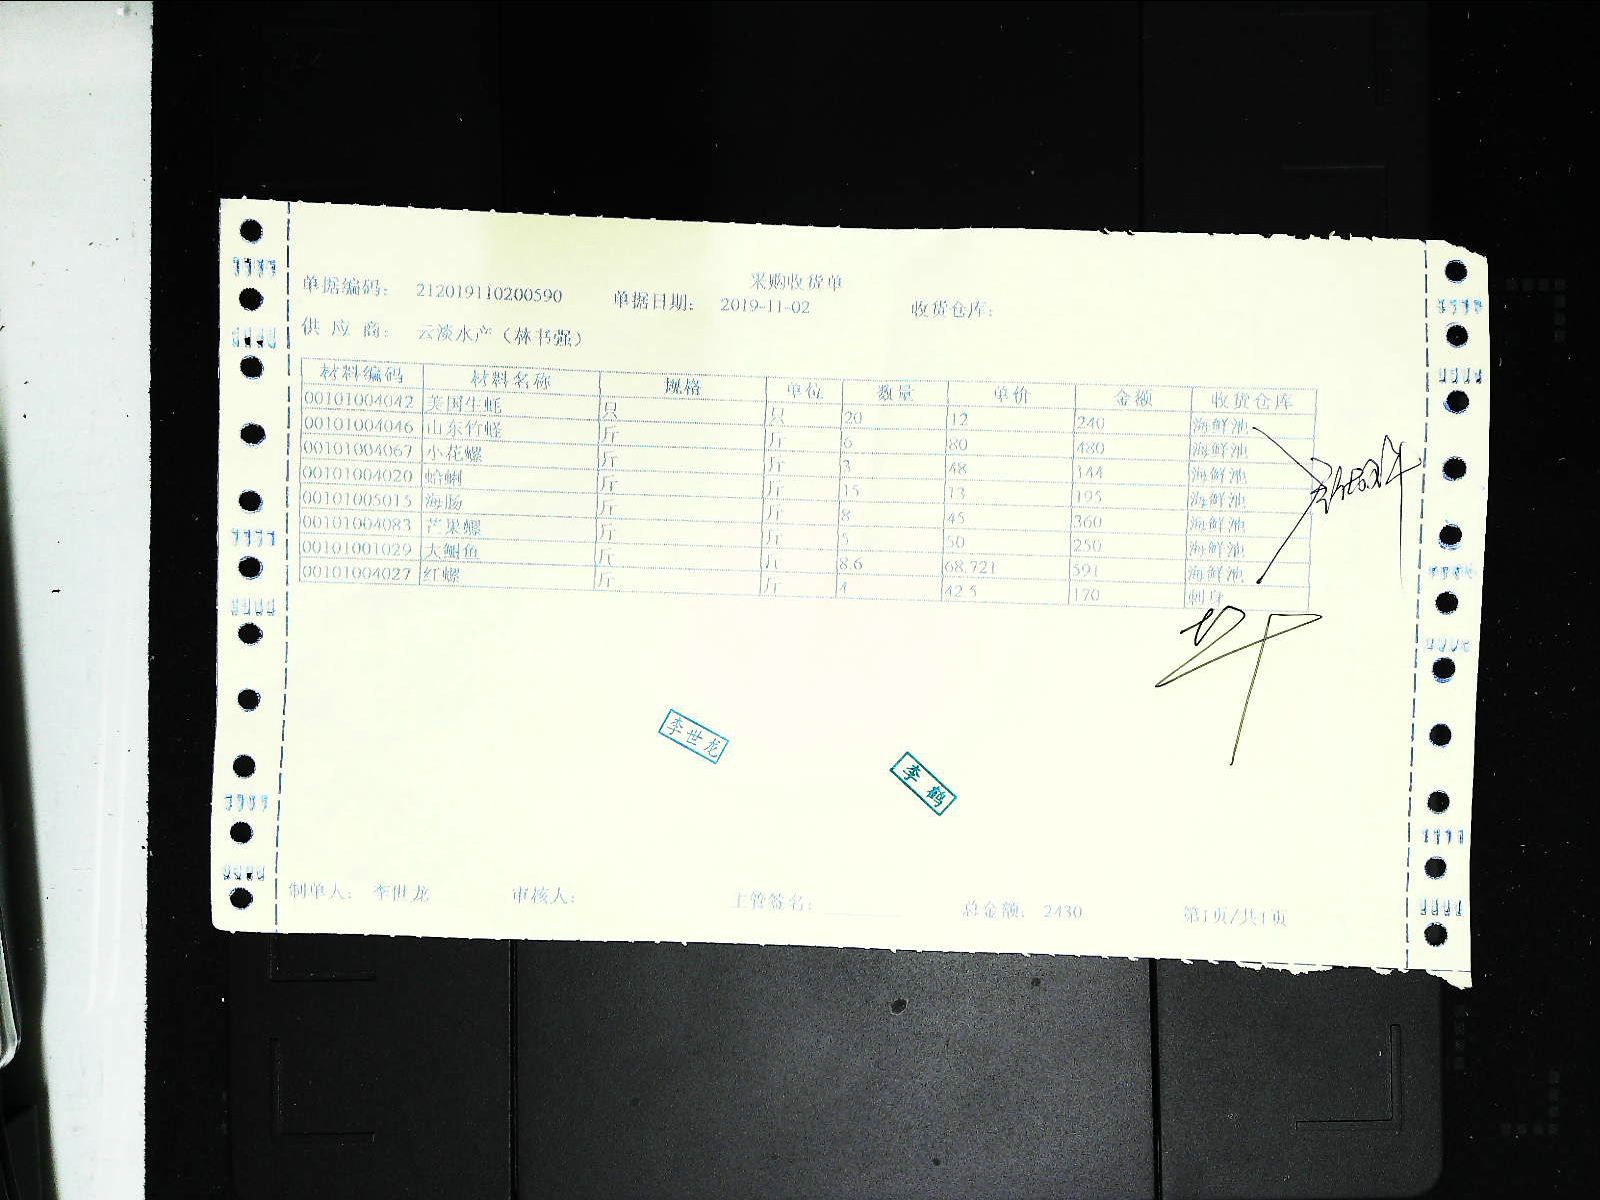 采购收货单
单据编码: 212019110200590 单据日期: 2019-11-02 收货仓库:
供应商: 云淡水产（林书强）
材料编码 材料名称 规格 单位 数量 单价 金额 收货仓库
00101004042 美国生蚝 只 只 20 12 240 海鲜池
00101004046 山东竹蛏 斤 斤 6 80 480 海鲜池
00101004067 小花螺 斤 斤 3 48 144 海鲜池
00101004020 蛤蜊 斤 斤 15 13 195 海鲜池
00101005015 海肠 斤 斤 8 45 360 海鲜池
00101004083 芒果螺 斤 斤 5 50 250 海鲜池
00101001029 大鮰鱼 斤 斤 8.6 68.721 591 海鲜池
00101004027 红螺 斤 斤 4 42.5 170 刺身
李世龙
李鹤
制单人: 李世龙 审核人: 主管签名: 总金额: 2430 第1页/共1页